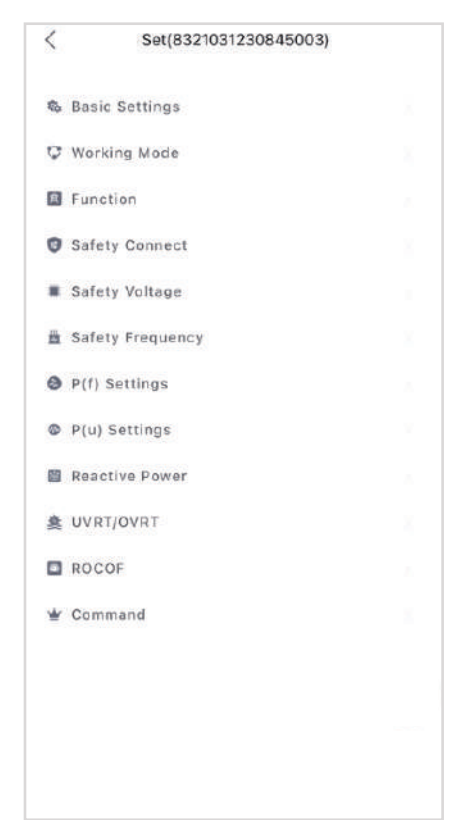 Set(8321031230845003)
Basic Settings
Working Mode
Function
Safety Connect
Safety Voltage
Safety Frequency
P(f) Settings
P(u) Settings
Reactive Power
UVRT/OVRT
ROCOF
Command